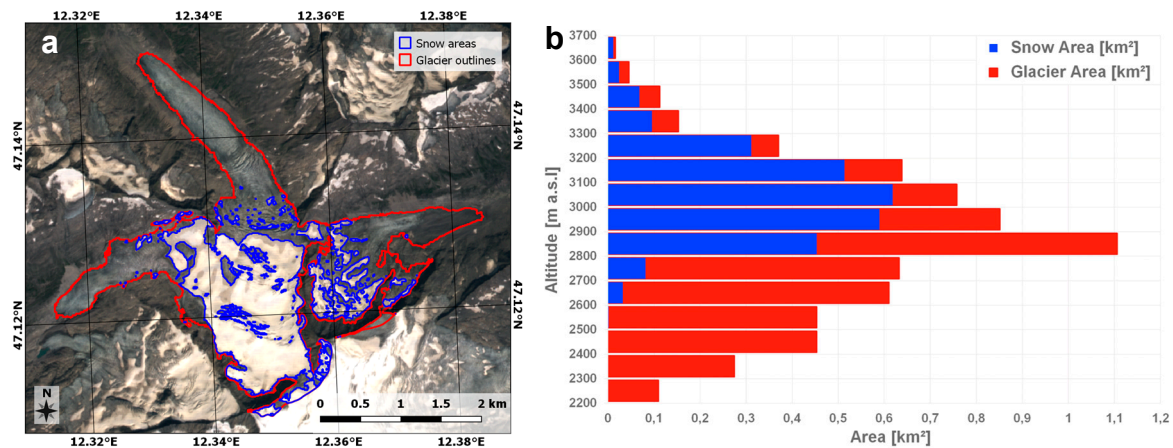 a
12.32°E
12.34°E
12.36°E
12.38°E
Snow areas
Glacier outlines
47.14°N
47.14°N
47.12°N
47.12°N
N
0 0.5 1 1.5 2 km
12.32°E
12.34°E
12.36°E
12.38°E
b
Snow Area [km²]
Glacier Area [km²]
Altitude [m a.s.l]
3700
3600
3500
3400
3300
3200
3100
3000
2900
2800
2700
2600
2500
2400
2300
2200
0 0,1 0,2 0,3 0,4 0,5 0,6 0,7 0,8 0,9 1 1,1 1,2
Area [km²]